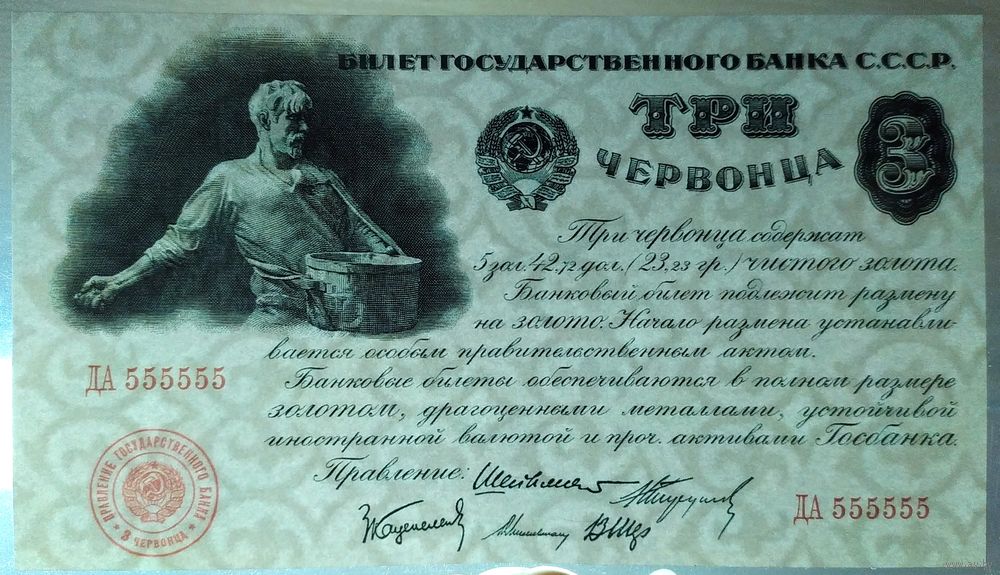 БИЛЕТ ГОСУДАРСТВЕННОГО БАНКА С.С.С.Р.
ТРИ
ЧЕРВОНЦА
3
Три червонца содержат
5 зол. 42,72 дол. (23,23 гр.) чистого золота.
Банковый билет подлежит размену
на золото. Начало размена устанавли-
вается особым правительственным актом.
Банковые билеты обеспечиваются в полном размере
золотом, драгоценными металлами, устойчивой
иностранной валютой и проч. активами Госбанка.
Правление:
ДА 555555
ПРАВЛЕНИЕ ГОСУДАРСТВЕННОГО БАНКА
3 ЧЕРВОНЦА
ДА 555555